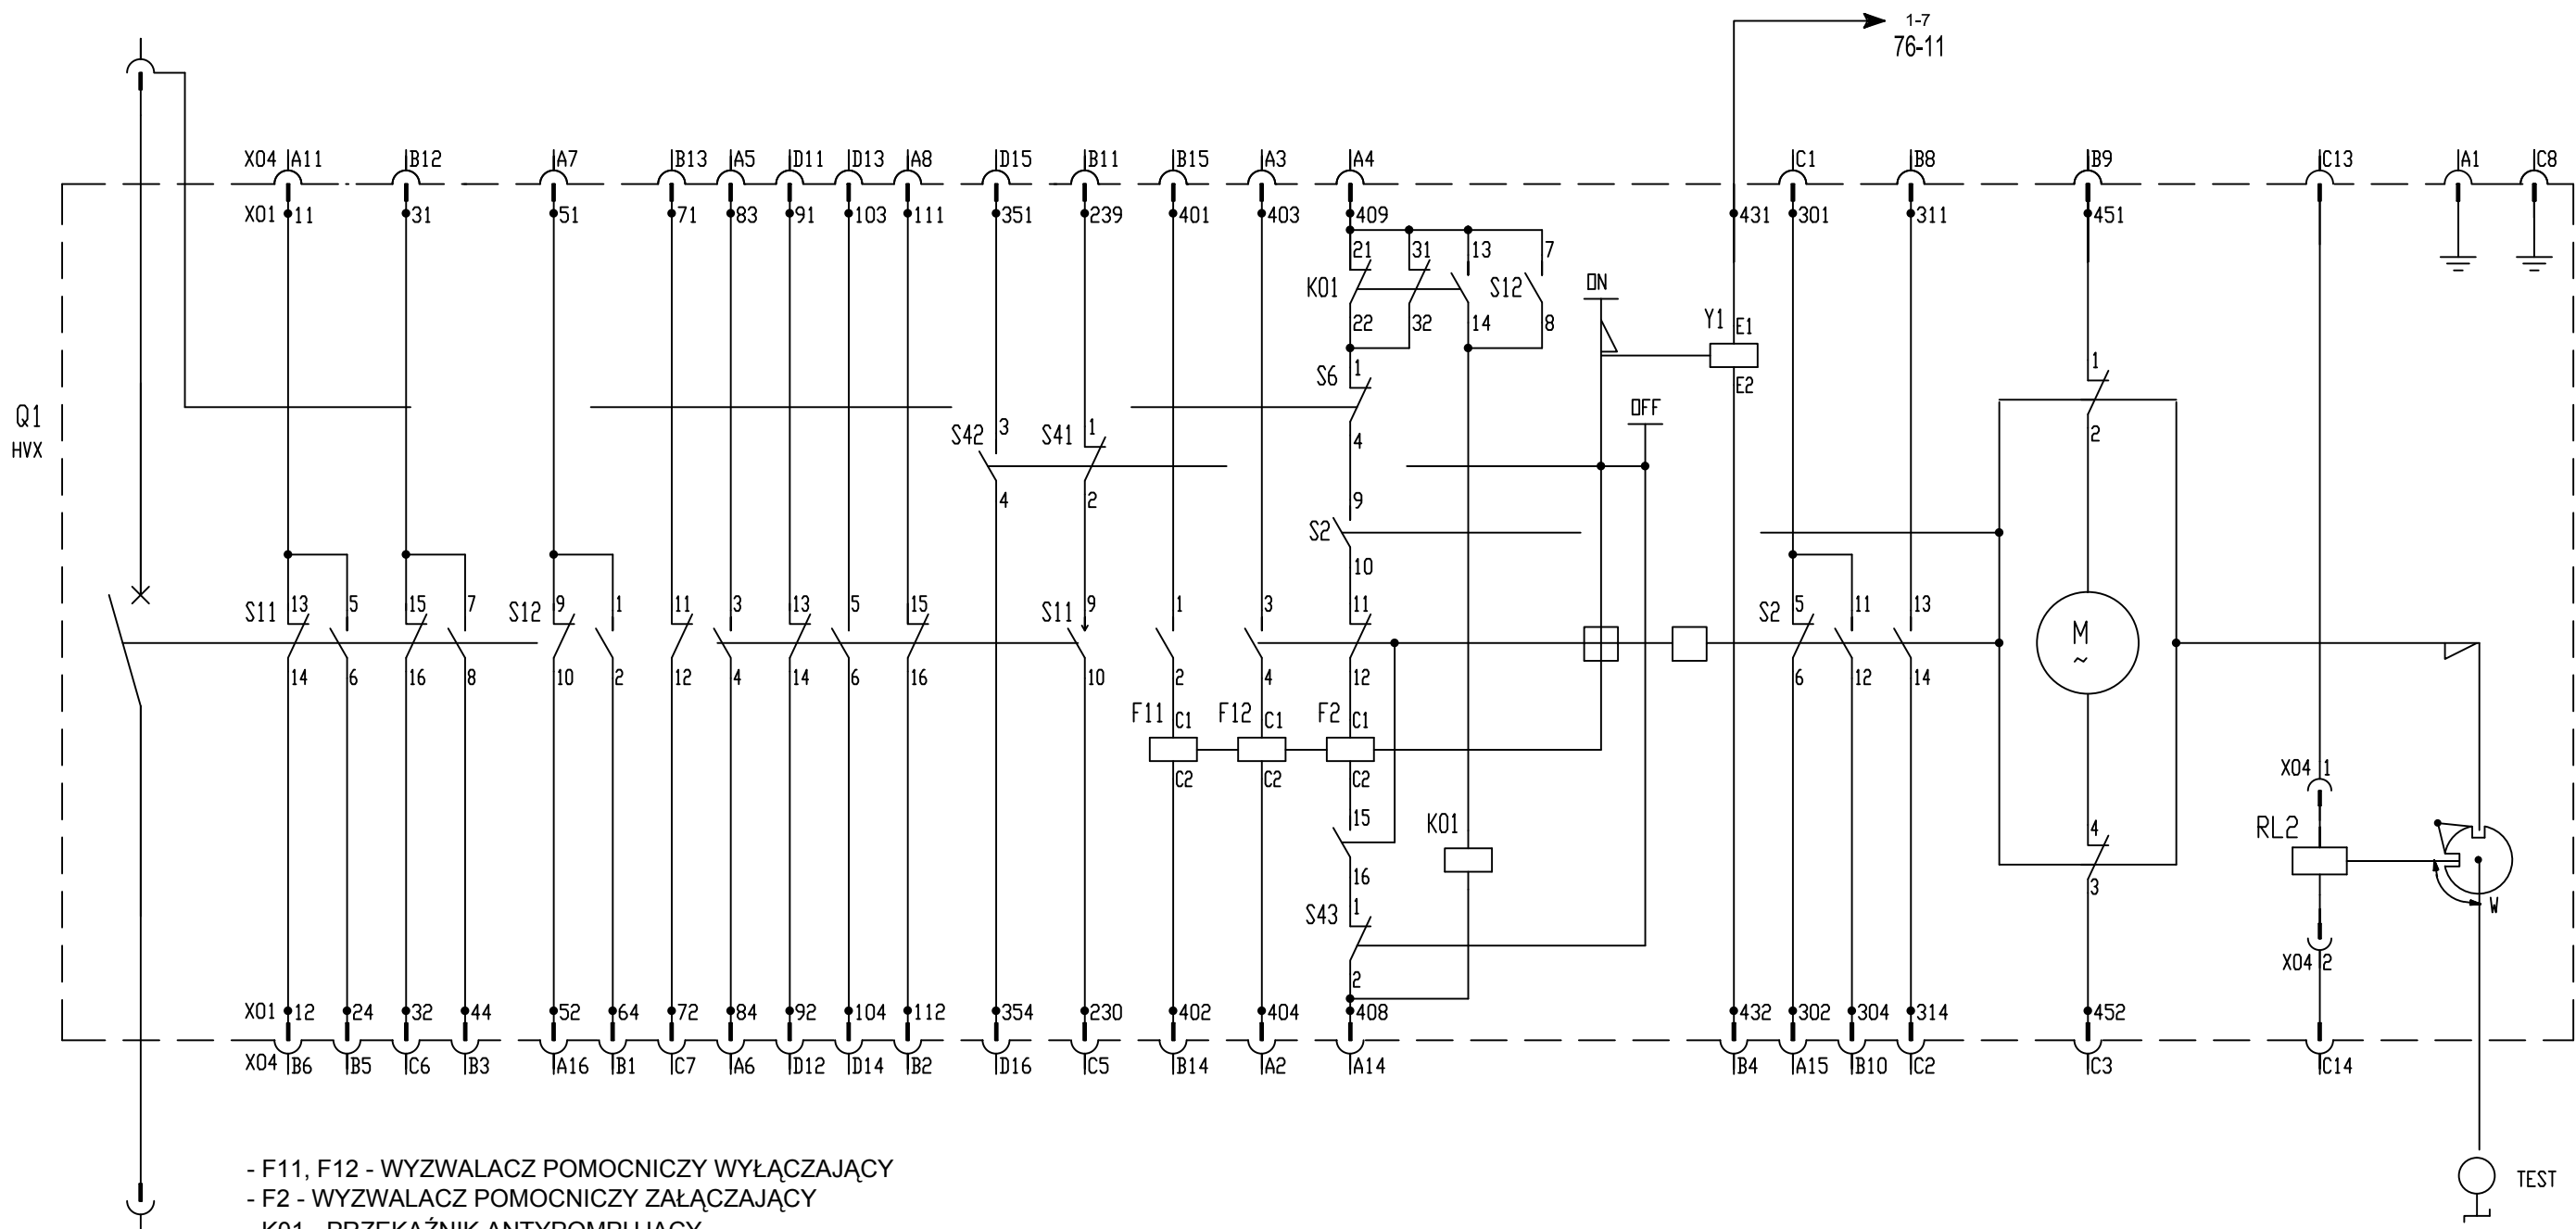 1-7
76-11
X04 A11 B12 A7 B13 A5 D11 D13 A8 D15 B11 B15 A3 A4 C1 B8 B9 C13 A1 C8
X01 11 31 51 71 83 91 103 111 351 239 401 403 409 431 301 311 451
21 31 13 7
K01 S12 ON
22 32 14 8 Y1 E1
S6 1 E2 1
Q1 OFF
HVX
S42 3 S41 1 4 2
4 2 9
S2
10
S11 13 5 15 7 S12 9 1 11 3 13 5 15 S11 9 1 3 11 S2 5 11 13
M
~
14 6 16 8 10 2 12 4 14 6 16 10 2 4 12 6 12 14
F11 C1 F12 C1 F2 C1
C2 C2 C2 X04 1
15 K01 RL2 4
16 3
S43 1 W
2 X04 2
X01 12 24 32 44 52 64 72 84 92 104 112 354 230 402 404 408 432 302 304 314 452
X04 B6 B5 C6 B3 A16 B1 C7 A6 D12 D14 B2 D16 C5 B14 A2 A14 B4 A15 B10 C2 C3 C14
- F11, F12 - WYZWALACZ POMOCNICZY WYŁĄCZAJĄCY
TEST
- F2 - WYZWALACZ POMOCNICZY ZAŁĄCZAJĄCY
- K01 - PRZEKAŹNIK ANTYPOMPUJĄCY